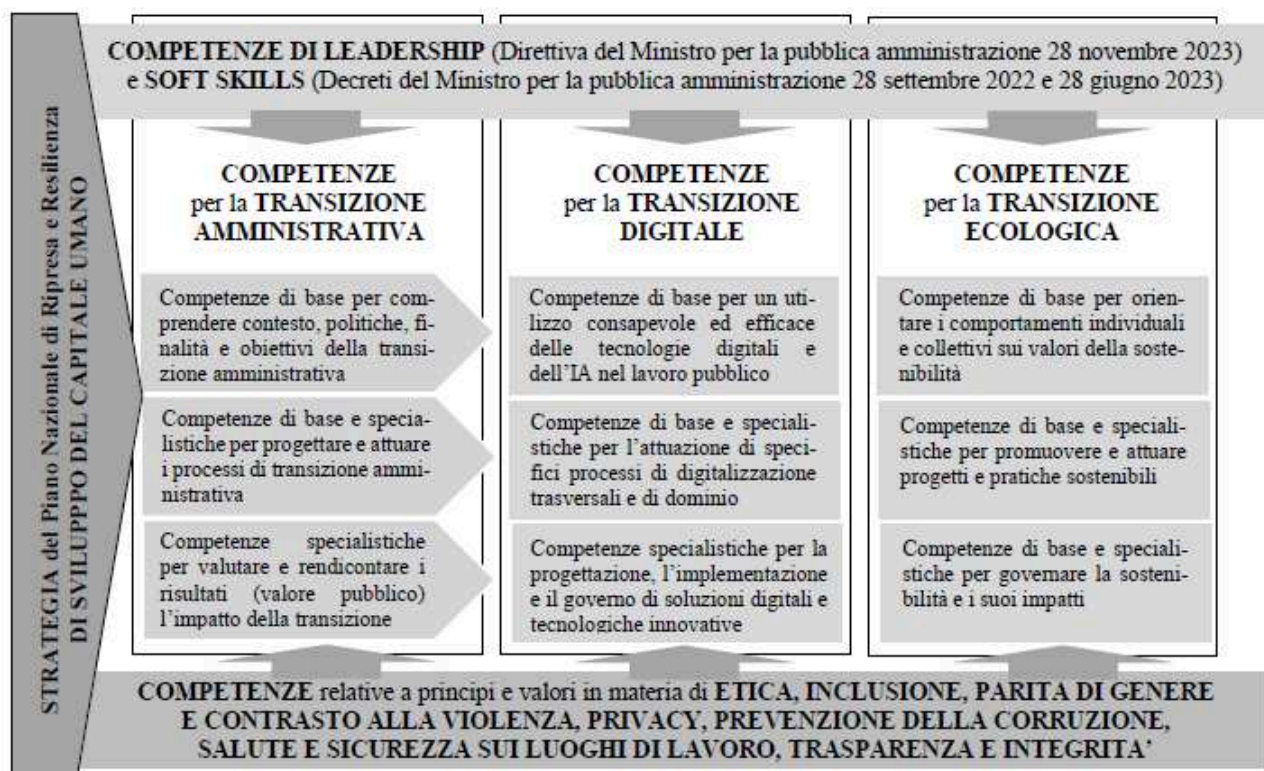 STRATEGIA del Piano Nazionale di Ripresa e Resilienza
DI SVILUPPO DEL CAPITALE UMANO
COMPETENZE DI LEADERSHIP (Direttiva del Ministro per la pubblica amministrazione 28 novembre 2023)
e SOFT SKILLS (Decreti del Ministro per la pubblica amministrazione 28 settembre 2022 e 28 giugno 2023)
COMPETENZE
per la TRANSIZIONE
AMMINISTRATIVA
Competenze di base per com-
prendere contesto, politiche, fi-
nalità e obiettivi della transi-
zione amministrativa
Competenze di base e specia-
listiche per progettare e attuare
i processi di transizione ammi-
nistrativa
Competenze specialistiche
per valutare e rendicontare i
risultati (valore pubblico)
l'impatto della transizione
COMPETENZE
per la TRANSIZIONE
DIGITALE
Competenze di base per un uti-
lizzo consapevole ed efficace
delle tecnologie digitali e
dell'IA nel lavoro pubblico
Competenze di base e speciali-
stiche per l'attuazione di speci-
fici processi di digitalizzazione
trasversali e di dominio
Competenze specialistiche per la
progettazione, l'implementazione
e il governo di soluzioni digitali e
tecnologiche innovative
COMPETENZE
per la TRANSIZIONE
ECOLOGICA
Competenze di base per orien-
tare i comportamenti individuali
e collettivi sui valori della soste-
nibilità
Competenze di base e speciali-
stiche per promuovere e attuare
progetti e pratiche sostenibili
Competenze di base e speciali-
stiche per governare la sosteni-
bilità e i suoi impatti
COMPETENZE relative a principi e valori in materia di ETICA, INCLUSIONE, PARITA DI GENERE
E CONTRASTO ALLA VIOLENZA, PRIVACY, PREVENZIONE DELLA CORRUZIONE,
SALUTE E SICUREZZA SUI LUOGHI DI LAVORO, TRASPARENZA E INTEGRITA'